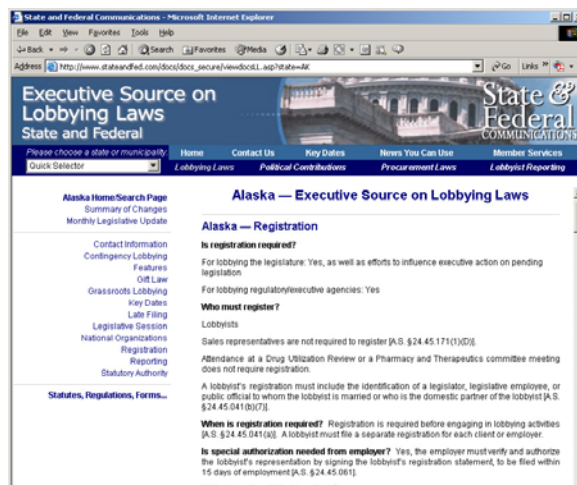 State and Federal Communications - Microsoft Internet Explorer
File Edit View Favorites Tools Help
Back Search Favorites Media
Address http://www.stateandfed.com/docs/docs_secure/viewdocsLL.asp?state=AK Go Links
Executive Source on
Lobbying Laws
State and Federal
State &
Federal
COMMUNICATIONS
Please choose a state or municipality: Home Contact Us Key Dates News You Can Use Member Services
Quick Selector Lobbying Laws Political Contributions Procurement Laws Lobbyist Reporting
Alaska Home/Search Page
Summary of Changes
Monthly Legislative Update
Contact Information
Contingency Lobbying
Features
Gift Law
Grassroots Lobbying
Key Dates
Late Filing
Legislative Session
National Organizations
Registration
Reporting
Statutory Authority
Statutes, Regulations, Forms...
Alaska — Executive Source on Lobbying Laws
Alaska — Registration
Is registration required?
For lobbying the legislature: Yes, as well as efforts to influence executive action on pending
legislation
For lobbying regulatory/executive agencies: Yes
Who must register?
Lobbyists
Sales representatives are not required to register [A.S. §24.45.171(1)(D)].
Attendance at a Drug Utilization Review or a Pharmacy and Therapeutics committee meeting
does not require registration.
A lobbyist's registration must include the identification of a legislator, legislative employee, or
public official to whom the lobbyist is married or who is the domestic partner of the lobbyist [A.S.
§24.45.041(b)(7)].
When is registration required? Registration is required before engaging in lobbying activities
[A.S. §24.45.041(a)]. A lobbyist must file a separate registration for each client or employer.
Is special authorization needed from employer? Yes, the employer must verify and authorize
the lobbyist's representation by signing the lobbyist's registration statement, to be filed within
15 days of employment [A.S. §24.45.061].